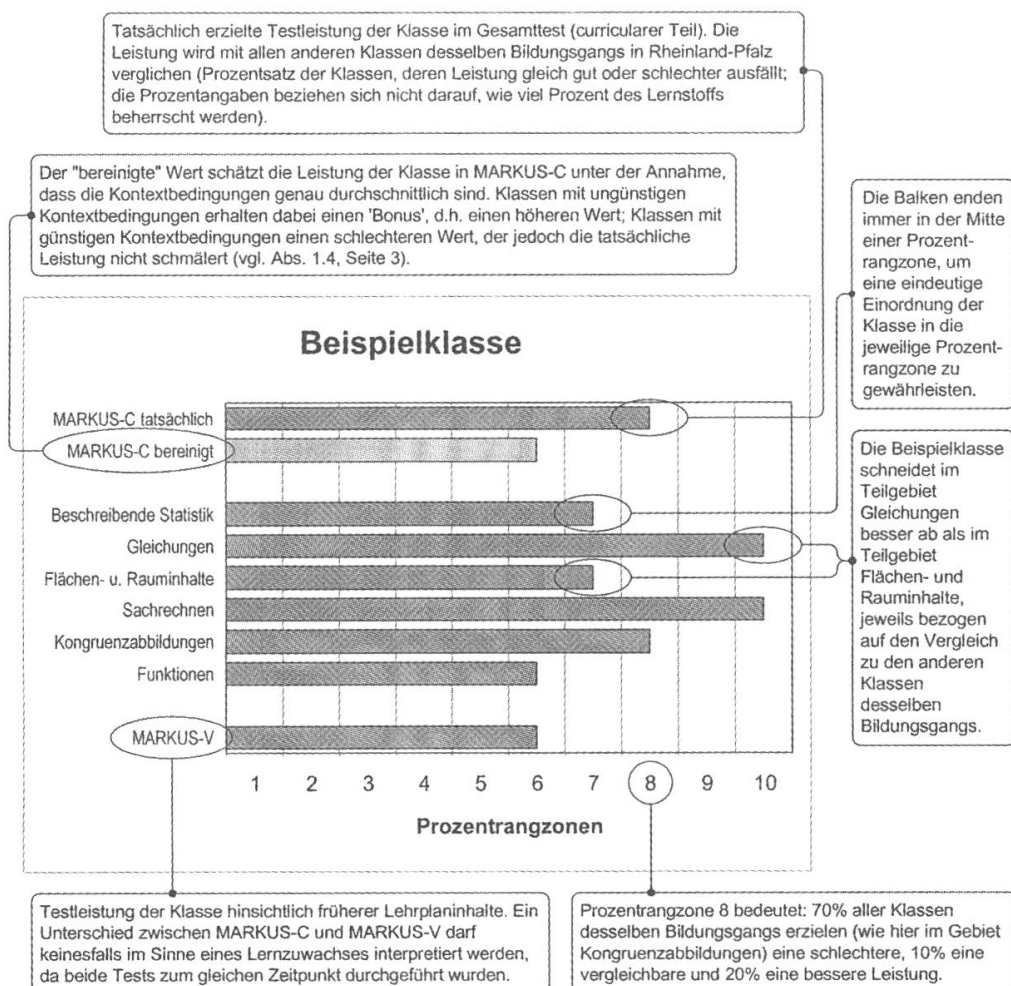 Tatsächlich erzielte Testleistung der Klasse im Gesamttest (curricularer Teil). Die
Leistung wird mit allen anderen Klassen desselben Bildungsgangs in Rheinland-Pfalz
verglichen (Prozentsatz der Klassen, deren Leistung gleich gut oder schlechter ausfällt;
die Prozentangaben beziehen sich nicht darauf, wie viel Prozent des Lernstoffs
beherrscht werden).
Der "bereinigte" Wert schätzt die Leistung der Klasse in MARKUS-C unter der Annahme,
dass die Kontextbedingungen genau durchschnittlich sind. Klassen mit ungünstigen
Kontextbedingungen erhalten dabei einen 'Bonus', d.h. einen höheren Wert; Klassen mit
günstigen Kontextbedingungen einen schlechteren Wert, der jedoch die tatsächliche
Leistung nicht schmälert (vgl. Abs. 1.4, Seite 3).
Die Balken enden
immer in der Mitte
einer Prozent-
rangzone, um
eine eindeutige
Einordnung der
Klasse in die
jeweilige Prozent-
rangzone zu
gewährleisten.
Beispielklasse
MARKUS-C tatsächlich
MARKUS-C bereinigt
Beschreibende Statistik
Gleichungen
Flächen- u. Rauminhalte
Sachrechnen
Kongruenzabbildungen
Funktionen
MARKUS-V
1 2 3 4 5 6 7 8 9 10
Prozentrangzonen
Die Beispielklasse
schneidet im
Teilgebiet
Gleichungen
besser ab als im
Teilgebiet
Flächen- und
Rauminhalte,
jeweils bezogen
auf den Vergleich
zu den anderen
Klassen
desselben
Bildungsgangs.
Testleistung der Klasse hinsichtlich früherer Lehrplaninhalte. Ein
Unterschied zwischen MARKUS-C und MARKUS-V darf
keinesfalls im Sinne eines Lernzuwachses interpretiert werden,
da beide Tests zum gleichen Zeitpunkt durchgeführt wurden.
Prozentrangzone 8 bedeutet: 70% aller Klassen
desselben Bildungsgangs erzielen (wie hier im Gebiet
Kongruenzabbildungen) eine schlechtere, 10% eine
vergleichbare und 20% eine bessere Leistung.